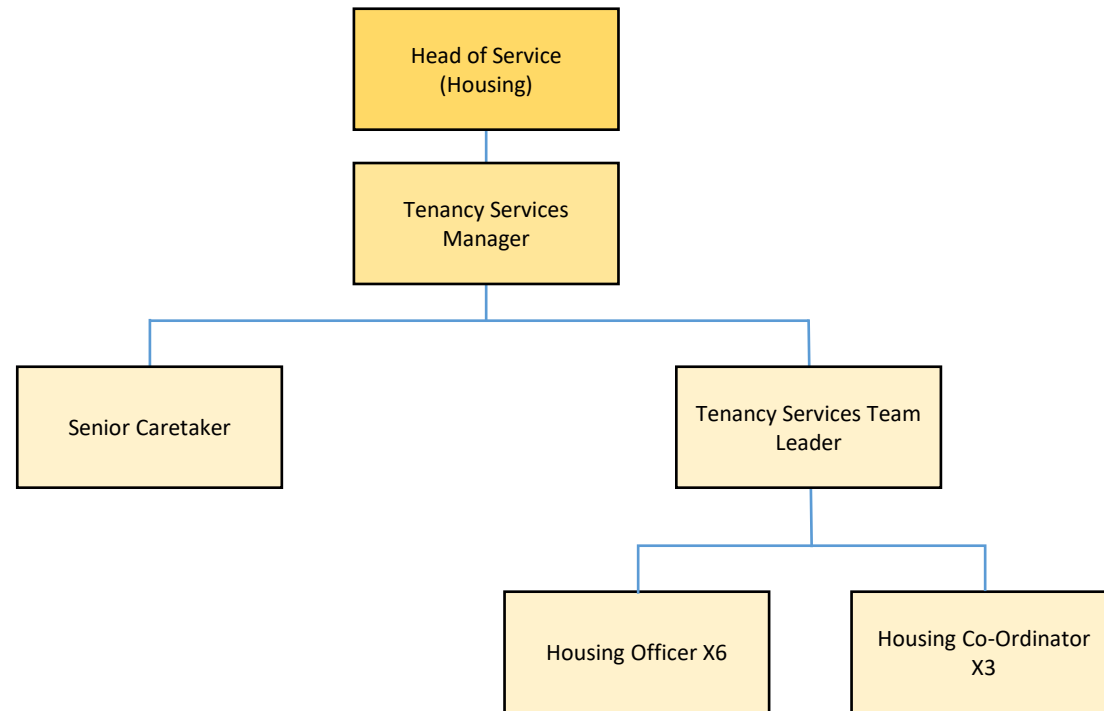 Head of Service
(Housing)
Tenancy Services
Manager
Senior Caretaker
Tenancy Services Team
Leader
Housing Officer X6
Housing Co-Ordinator
X3